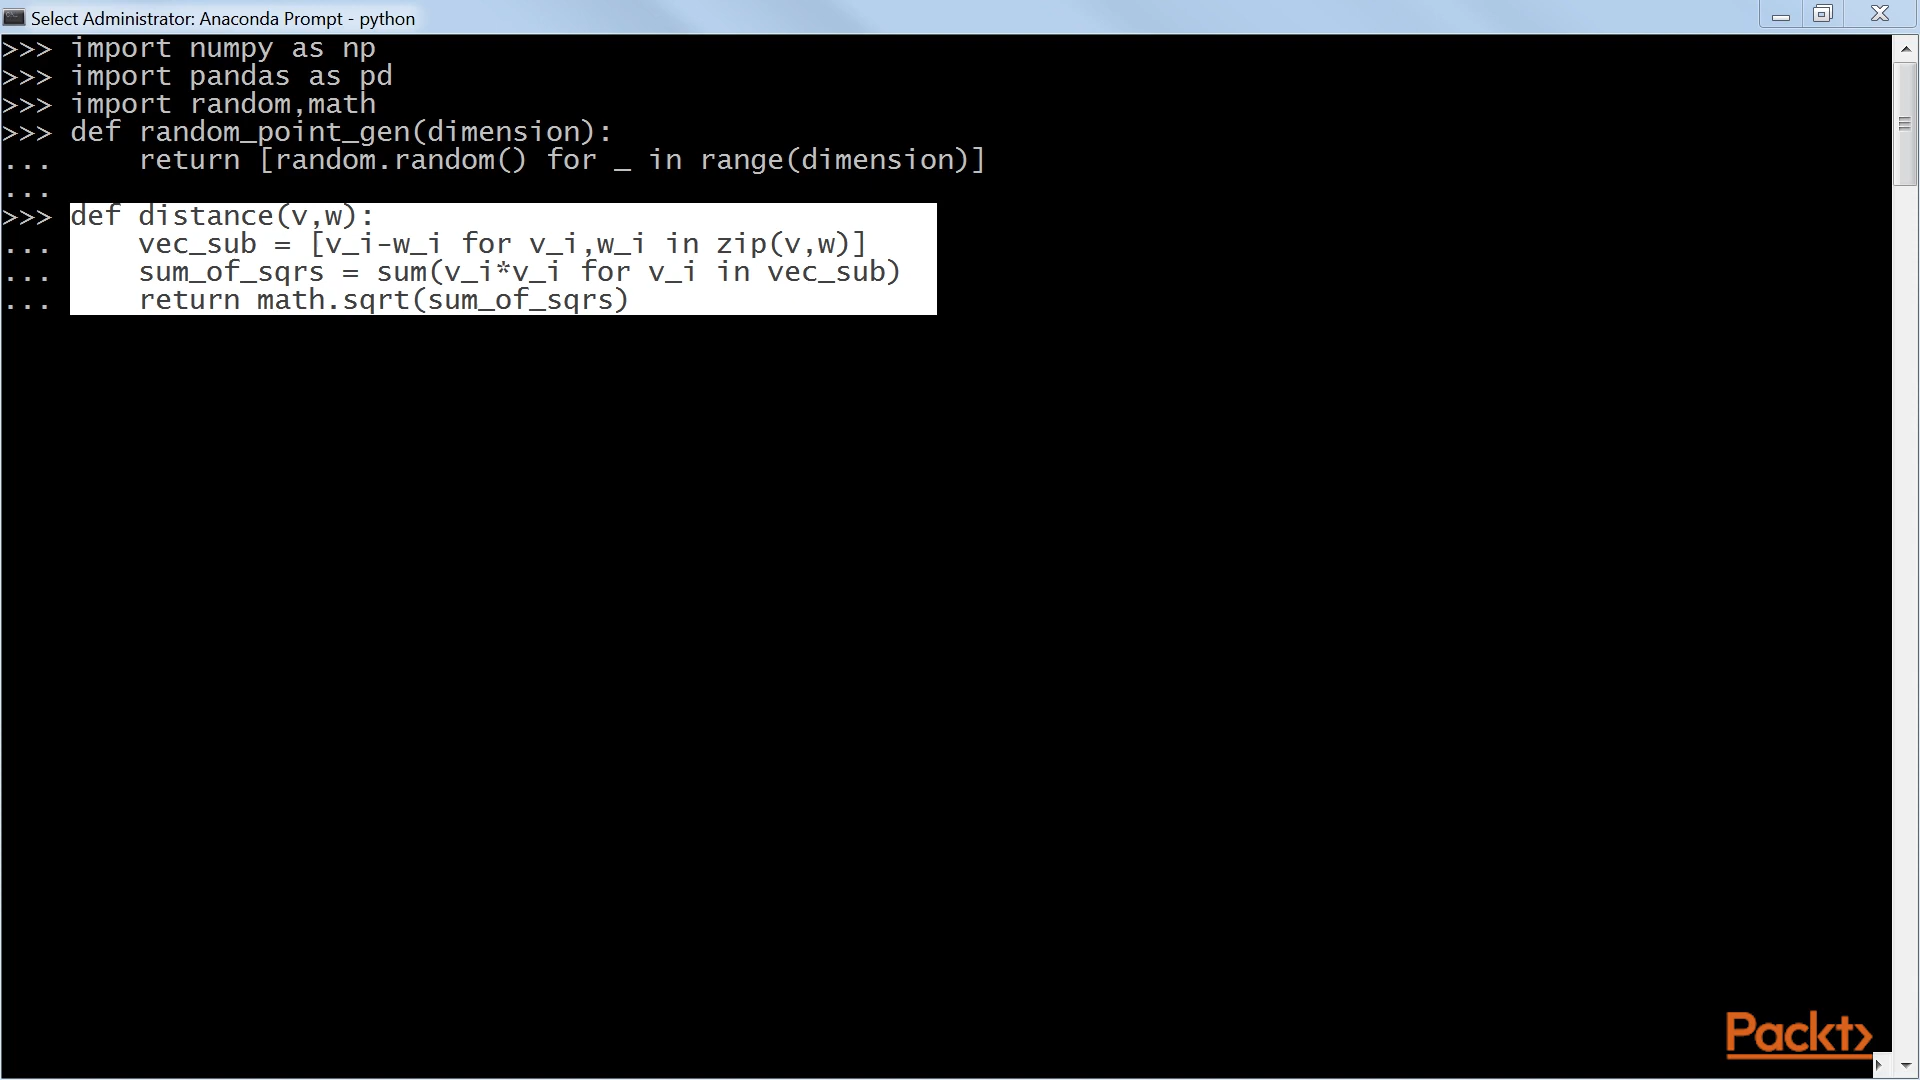 Select Administrator: Anaconda Prompt - python
>>> import numpy as np
>>> import pandas as pd
>>> import random,math
>>> def random_point_gen(dimension):
...     return [random.random() for _ in range(dimension)]
...
>>> def distance(v,w):
...     vec_sub = [v_i-w_i for v_i,w_i in zip(v,w)]
...     sum_of_sqrs = sum(v_i*v_i for v_i in vec_sub)
...     return math.sqrt(sum_of_sqrs)
Packt>